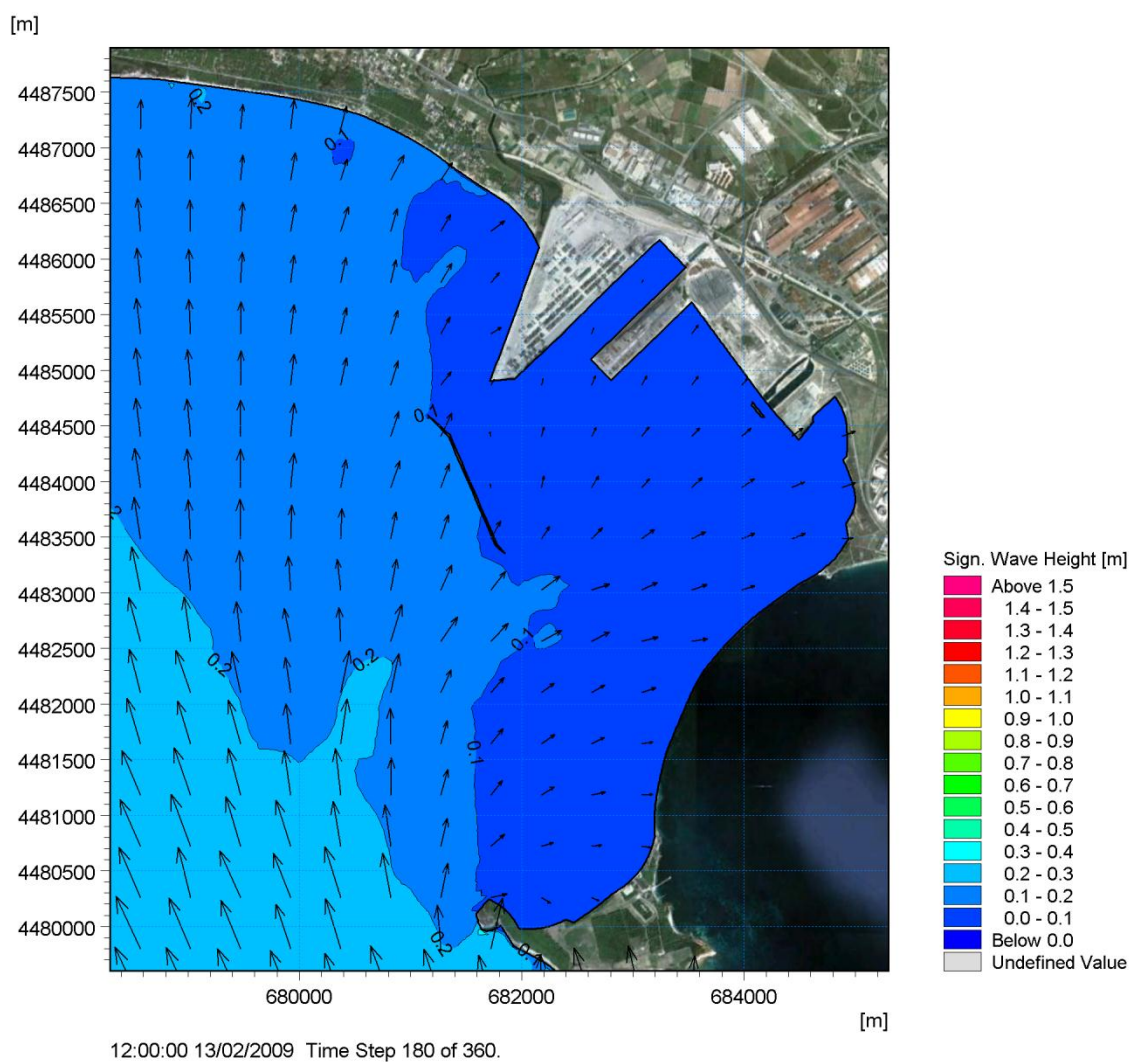 [m]
4487500
4487000
4486500
4486000
4485500
4485000
4484500
4484000
4483500
4483000
4482500
4482000
4481500
4481000
4480500
4480000
0.2
0.1
0.1
0.2
0.1
0.2
0.2
0.1
0.2
680000
682000
684000
[m]
12:00:00 13/02/2009 Time Step 180 of 360.
Sign. Wave Height [m]
Above 1.5
1.4 - 1.5
1.3 - 1.4
1.2 - 1.3
1.1 - 1.2
1.0 - 1.1
0.9 - 1.0
0.8 - 0.9
0.7 - 0.8
0.6 - 0.7
0.5 - 0.6
0.4 - 0.5
0.3 - 0.4
0.2 - 0.3
0.1 - 0.2
0.0 - 0.1
Below 0.0
Undefined Value